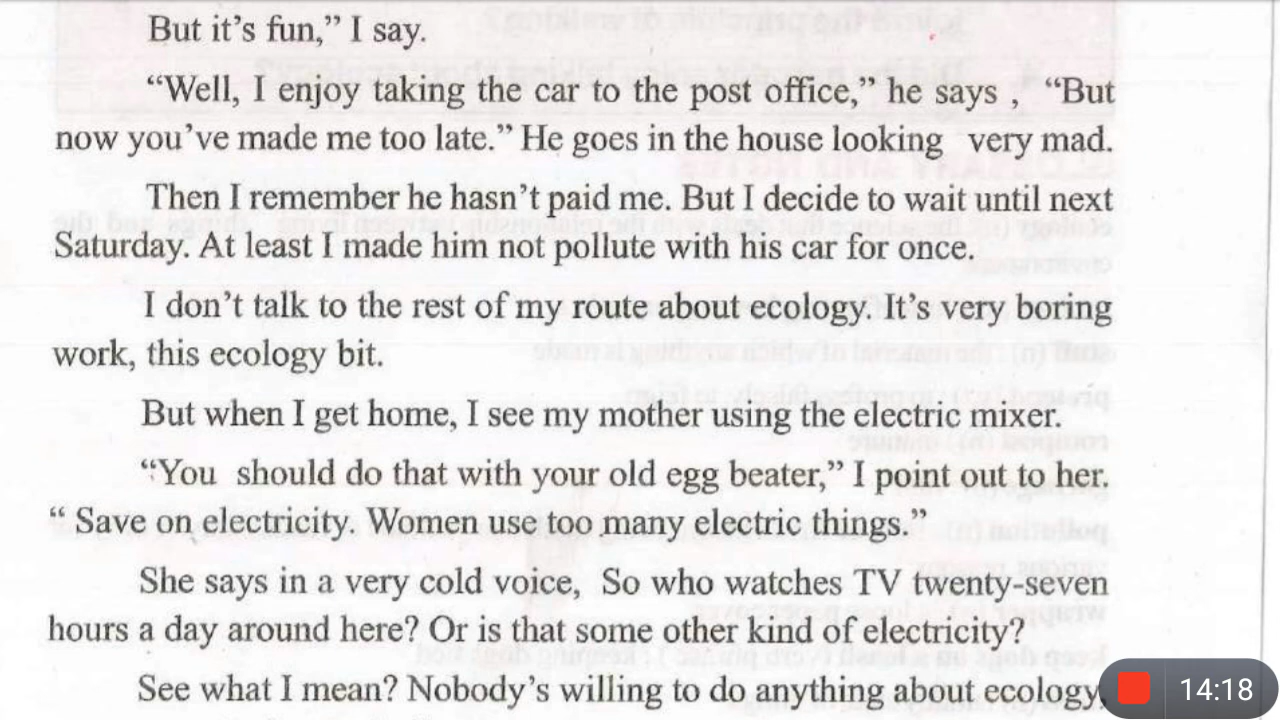 But it’s fun,” I say.
“Well, I enjoy taking the car to the post office,” he says , “But
now you’ve made me too late.” He goes in the house looking very mad.
Then I remember he hasn’t paid me. But I decide to wait until next
Saturday. At least I made him not pollute with his car for once.
I don’t talk to the rest of my route about ecology. It’s very boring
work, this ecology bit.
But when I get home, I see my mother using the electric mixer.
“You should do that with your old egg beater,” I point out to her.
“ Save on electricity. Women use too many electric things.”
She says in a very cold voice, So who watches TV twenty-seven
hours a day around here? Or is that some other kind of electricity?
See what I mean? Nobody’s willing to do anything about ecology.
14:18